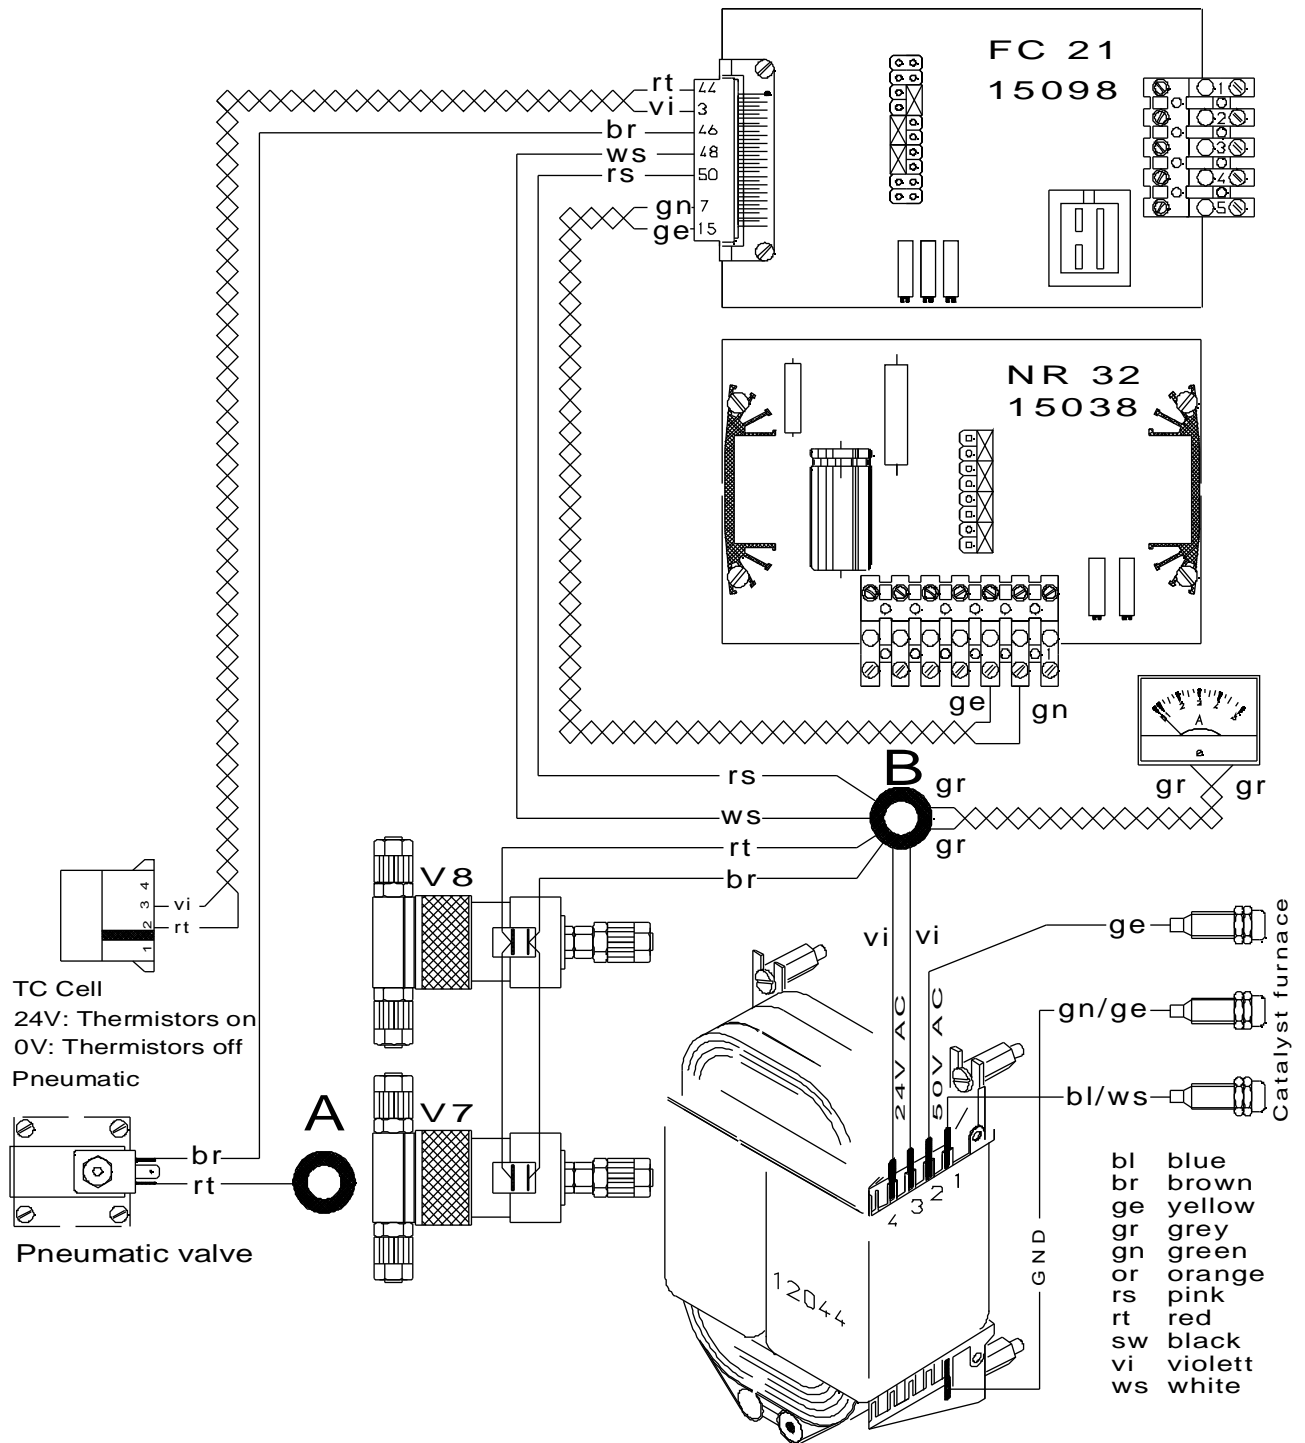 FC 21
15098
rt 44
vi 3
br 46
ws 48
rs 50
gn 7
ge 15
1
2
3
4
5
NR 32
15038
1
ge
gn
2 3 4
A
B
gr
gr
gr
gr
rs
ws
rt
br
V8
4
3
2
1
vi
rt
TC Cell
24V: Thermistors on
0V: Thermistors off
Pneumatic
vi
vi
24V AC
50V AC
ge
gn/ge
bl/ws
Catalyst furnace
A
V7
br
rt
Pneumatic valve
4
3
2
1
GND
12044
bl blue
br brown
ge yellow
gr grey
gn green
or orange
rs pink
rt red
sw black
vi violett
ws white